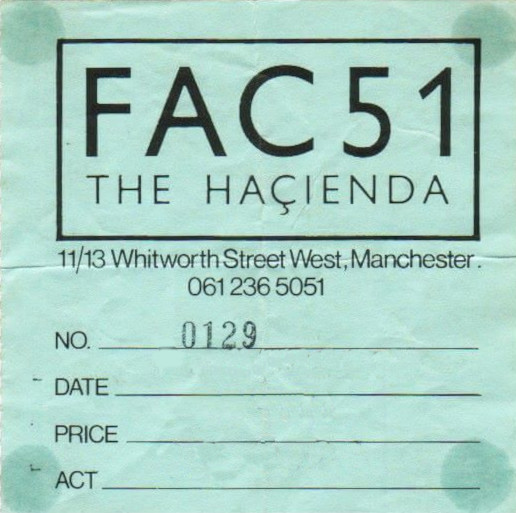 FAC 51
THE HAÇIENDA
11/13 Whitworth Street West, Manchester.
061 236 5051
NO. 0129
DATE
PRICE
ACT